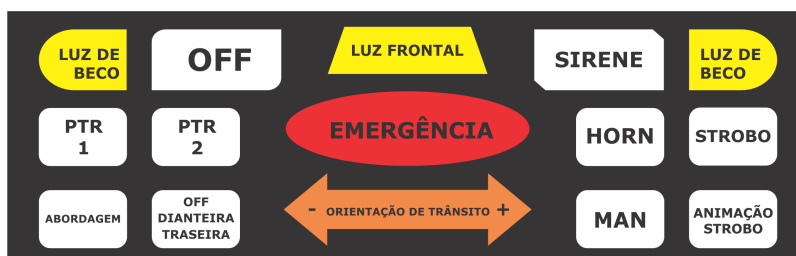 LUZ DE
BECO
OFF
LUZ FRONTAL
SIRENE
LUZ DE
BECO
PTR
1
PTR
2
EMERGÊNCIA
HORN
STROBO
ABORDAGEM
OFF
DIANTEIRA
TRASEIRA
- ORIENTAÇÃO DE TRÂNSITO +
MAN
ANIMAÇÃO
STROBO